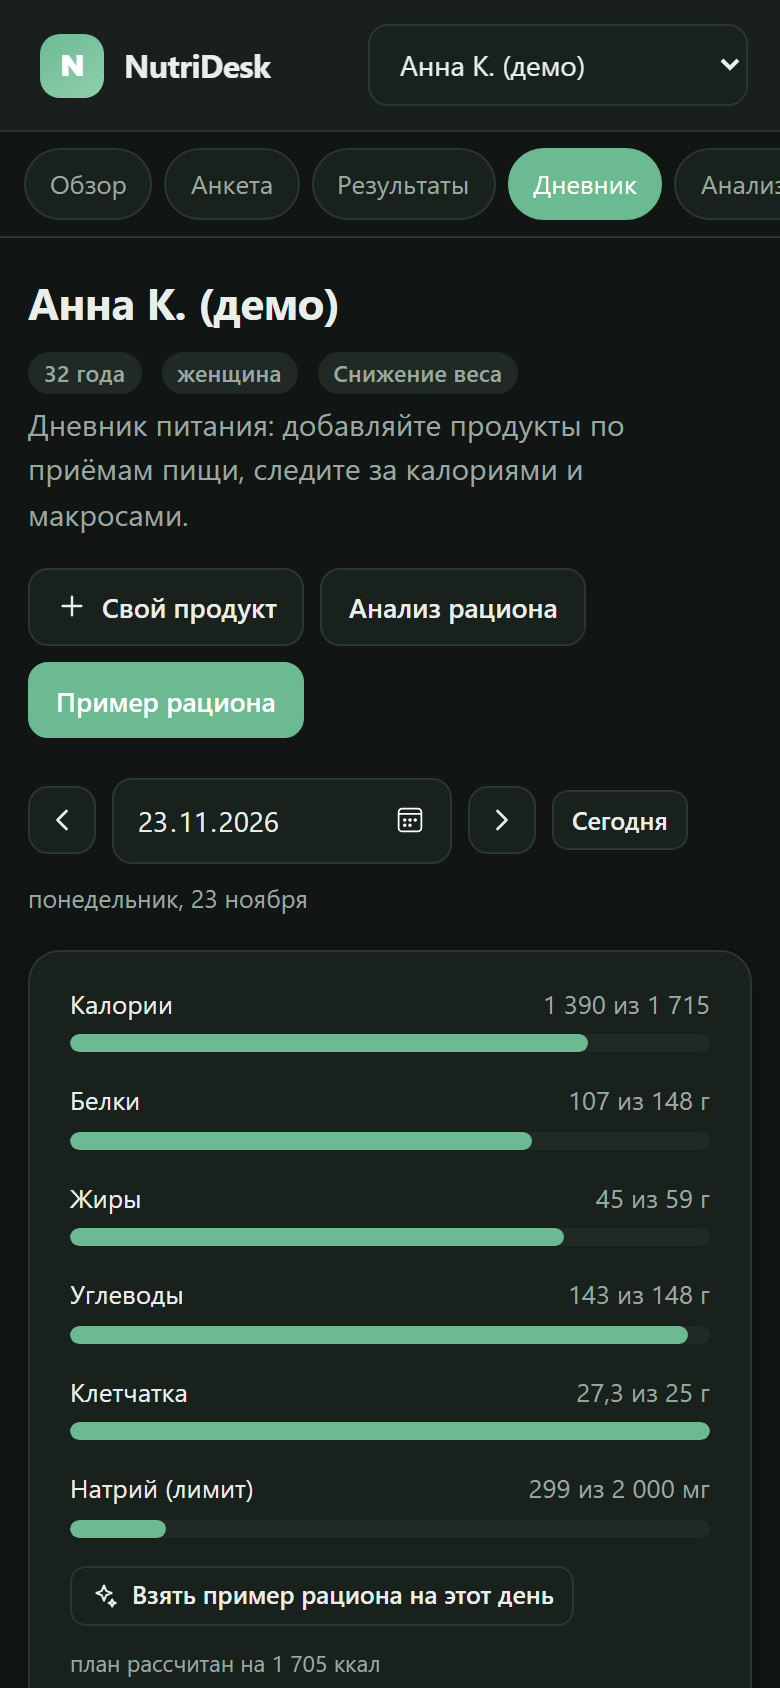 N NutriDesk
Анна К. (демо)
Обзор
Анкета
Результаты
Дневник
Анализ
Анна К. (демо)
32 года
женщина
Снижение веса
Дневник питания: добавляйте продукты по
приёмам пищи, следите за калориями и
макросами.
+ Свой продукт
Анализ рациона
Пример рациона
23.11.2026
Сегодня
понедельник, 23 ноября
Калории 1 390 из 1 715
Белки 107 из 148 г
Жиры 45 из 59 г
Углеводы 143 из 148 г
Клетчатка 27,3 из 25 г
Натрий (лимит) 299 из 2 000 мг
Взять пример рациона на этот день
план рассчитан на 1 705 ккал